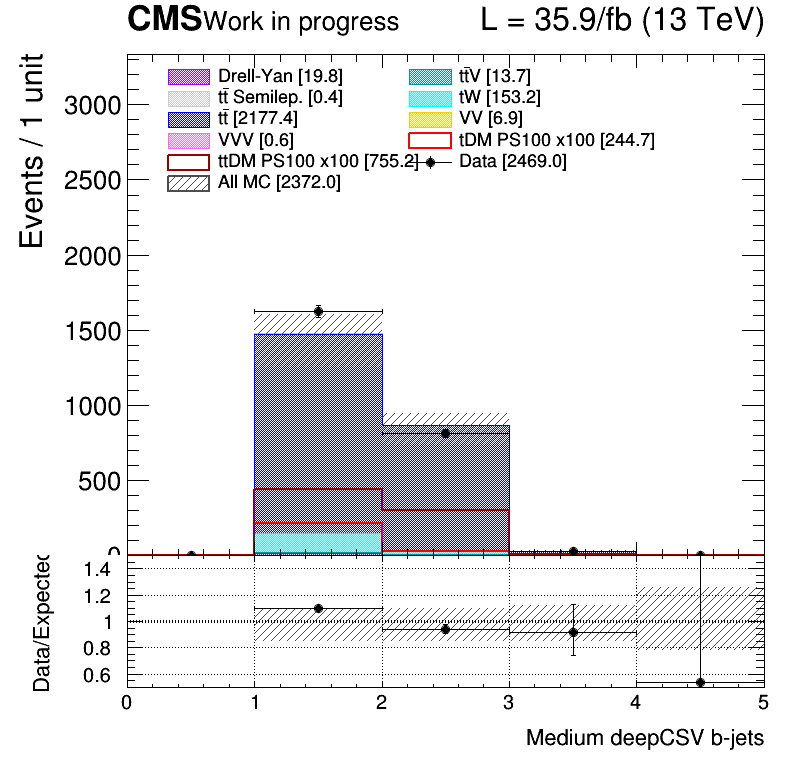 CMS Work in progress L = 35.9/fb (13 TeV)
Drell-Yan [19.8] tt̄V [13.7]
tt̄ Semilep. [0.4] tW [153.2]
tt̄ [2177.4] VV [6.9]
VVV [0.6] tDM PS100 x100 [244.7]
ttDM PS100 x100 [755.2] Data [2469.0]
All MC [2372.0]
Events / 1 unit
3000
2500
2000
1500
1000
500
0
Data/Expected
1.4
1.2
1
0.8
0.6
0 1 2 3 4 5
Medium deepCSV b-jets